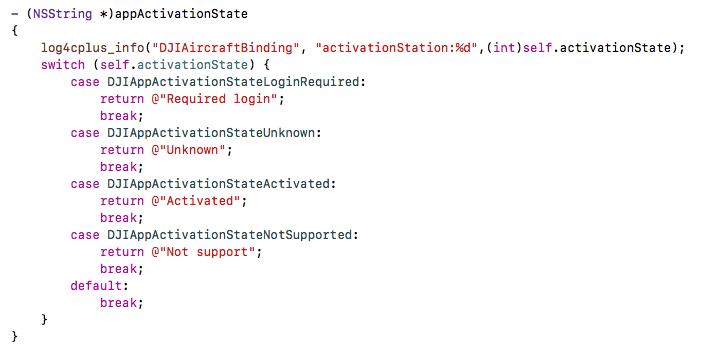 - (NSString *)appActivationState
{
    log4cplus_info("DJIAircraftBinding", "activationStation:%d",(int)self.activationState);
    switch (self.activationState) {
        case DJIAppActivationStateLoginRequired:
            return @"Required login";
            break;
        case DJIAppActivationStateUnknown:
            return @"Unknown";
            break;
        case DJIAppActivationStateActivated:
            return @"Activated";
            break;
        case DJIAppActivationStateNotSupported:
            return @"Not support";
            break;
        default:
            break;
    }
}